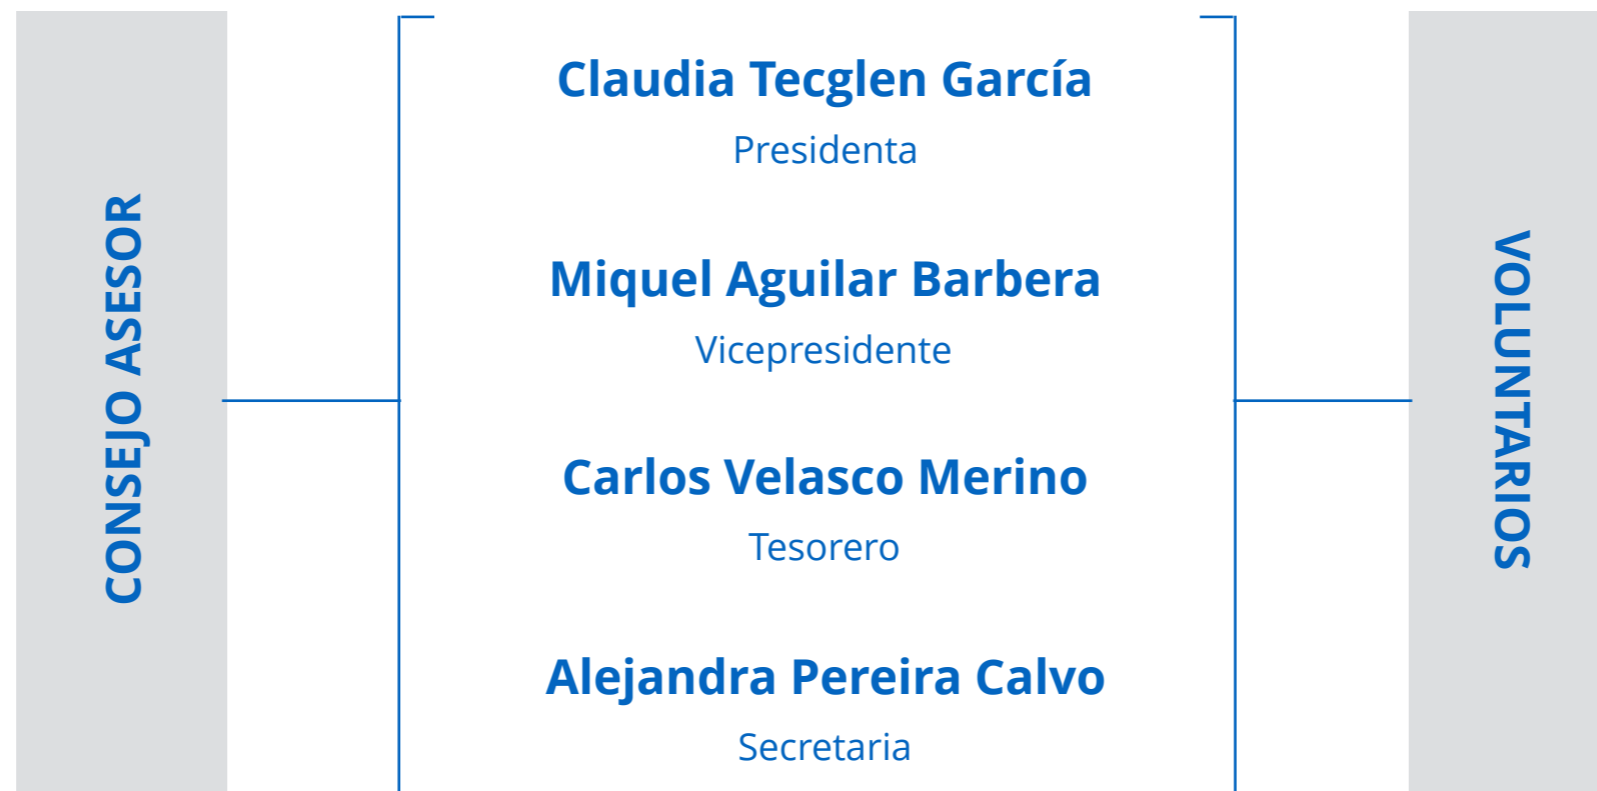 CONSEJO ASESOR
Claudia Tecglen García
Presidenta
Miquel Aguilar Barbera
Vicepresidente
Carlos Velasco Merino
Tesorero
Alejandra Pereira Calvo
Secretaria
VOLUNTARIOS